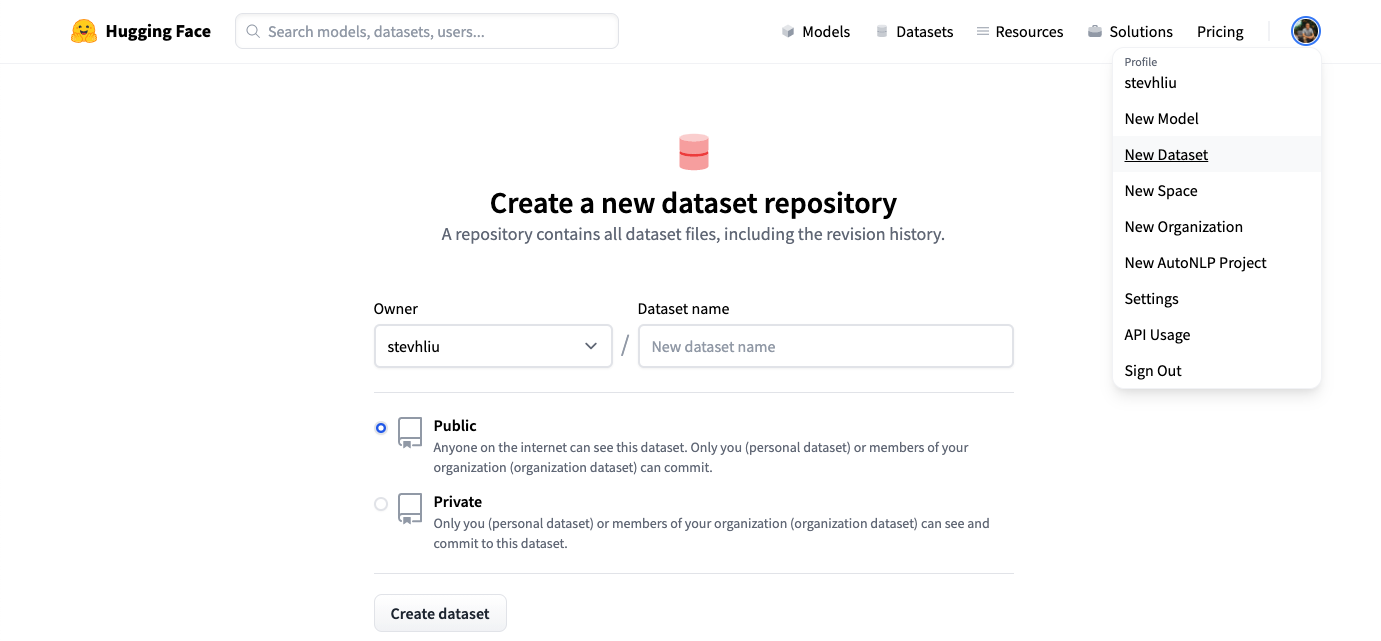 Hugging Face
Search models, datasets, users...
Models
Datasets
Resources
Solutions
Pricing
Profile
stevhliu
New Model
New Dataset
New Space
New Organization
New AutoNLP Project
Settings
API Usage
Sign Out
Create a new dataset repository
A repository contains all dataset files, including the revision history.
Owner
Dataset name
stevhliu
/
New dataset name
Public
Anyone on the internet can see this dataset. Only you (personal dataset) or members of your
organization (organization dataset) can commit.
Private
Only you (personal dataset) or members of your organization (organization dataset) can see and
commit to this dataset.
Create dataset